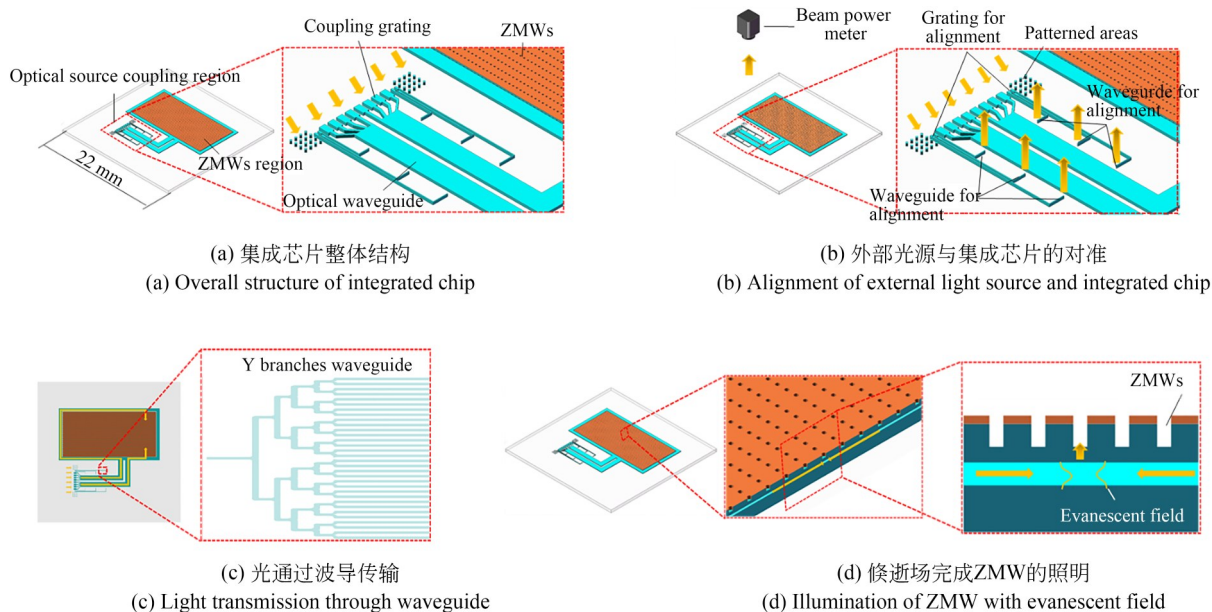 Coupling grating
ZMWs
Optical source coupling region
ZMWs region
22 mm
Optical waveguide
(a) 集成芯片整体结构
(a) Overall structure of integrated chip
Beam power
meter
Grating for
alignment
Patterned areas
Wavegurde for
alignment
Waveguide for
alignment
(b) 外部光源与集成芯片的对准
(b) Alignment of external light source and integrated chip
Y branches waveguide
(c) 光通过波导传输
(c) Light transmission through waveguide
ZMWs
Evanescent field
(d) 倏逝场完成ZMW的照明
(d) Illumination of ZMW with evanescent field